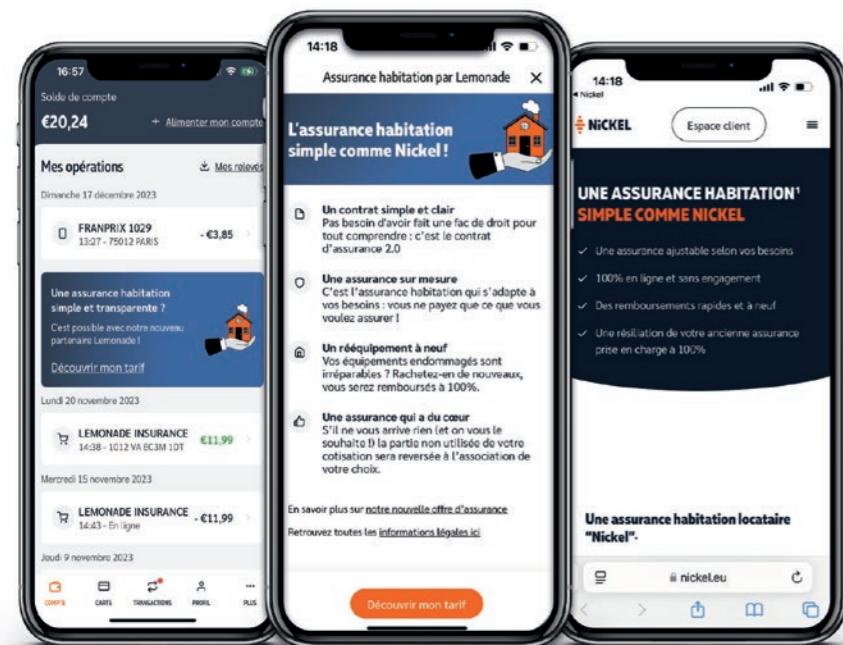 16:57
Solde de compte
€20,24
+ Alimenter mon compte
Mes opérations
Mes relevés
Dimanche 17 décembre 2023
FRANPRIX 1029
- €3,85
13:27 - 75012 PARIS
Une assurance habitation
simple et transparente ?
C'est possible avec notre nouveau
partenaire Lemonade !
Découvrir mon tarif
Lundi 20 novembre 2023
LEMONADE INSURANCE
€11,99
14:38 - 1012 VA BC3M 1DT
Mercredi 15 novembre 2023
LEMONADE INSURANCE
- €11,99
14:43 - En ligne
Jeudi 9 novembre 2023
COMPTE
CARTE
TRANSACTIONS
PROFIL
PLUS
14:18
Assurance habitation par Lemonade
L'assurance habitation
simple comme Nickel !
Un contrat simple et clair
Pas besoin d'avoir fait une fac de droit pour
tout comprendre : c'est le contrat
d'assurance 2.0
Une assurance sur mesure
C'est l'assurance habitation qui s'adapte à
vos besoins : vous ne payez que ce que vous
voulez assurer !
Un rééquipement à neuf
Vos équipements endommagés sont
irréparables ? Rachetez-en de nouveaux,
vous serez remboursés à 100%.
Une assurance qui a du cœur
S'il ne vous arrive rien (et on vous le
souhaite !) la partie non utilisée de votre
cotisation sera reversée à l'association de
votre choix.
En savoir plus sur notre nouvelle offre d'assurance
Retrouvez toutes les informations légales ici
Découvrir mon tarif
14:18
Nickel
NiCKEL
Espace client
UNE ASSURANCE HABITATION¹
SIMPLE COMME NICKEL
Une assurance ajustable selon vos besoins
100% en ligne et sans engagement
Des remboursements rapides et à neuf
Une résiliation de votre ancienne assurance
prise en charge à 100%
Une assurance habitation locataire
"Nickel".
nickel.eu